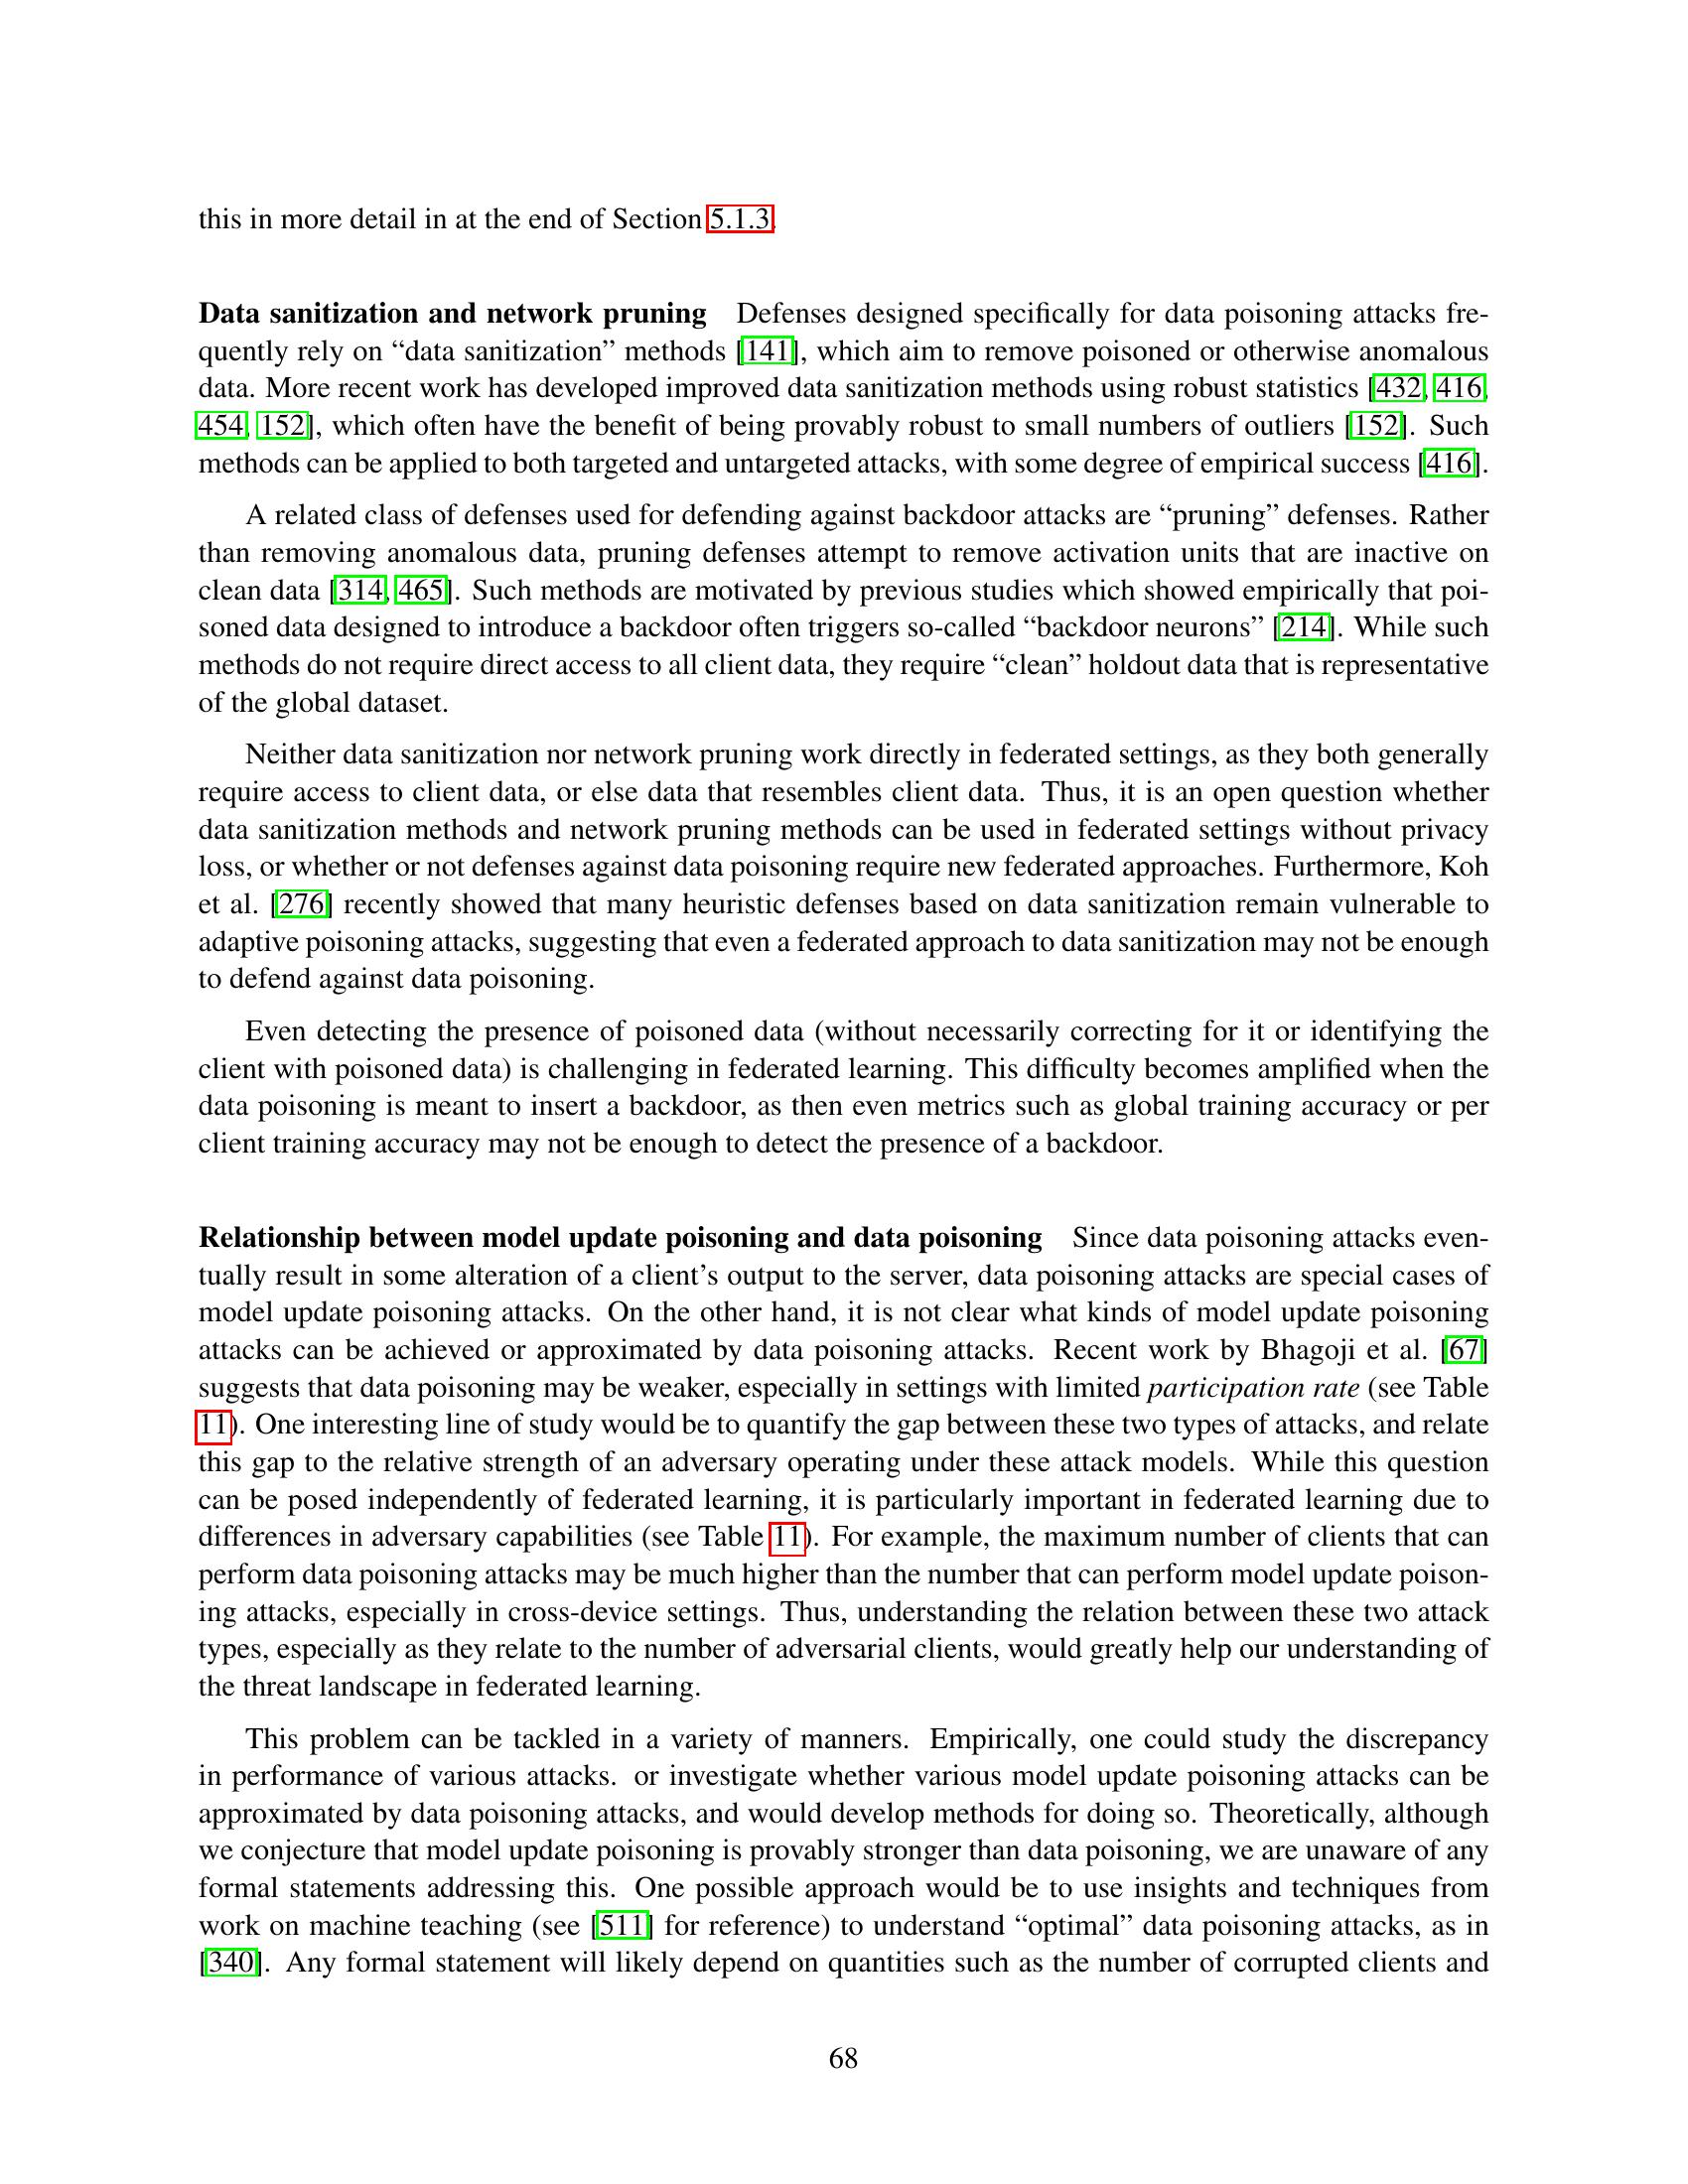 this in more detail in at the end of Section 5.1.3.
Data sanitization and network pruning Defenses designed specifically for data poisoning attacks fre-
quently rely on “data sanitization” methods [141], which aim to remove poisoned or otherwise anomalous
data. More recent work has developed improved data sanitization methods using robust statistics [432, 416,
454, 152], which often have the benefit of being provably robust to small numbers of outliers [152]. Such
methods can be applied to both targeted and untargeted attacks, with some degree of empirical success [416].
A related class of defenses used for defending against backdoor attacks are “pruning” defenses. Rather
than removing anomalous data, pruning defenses attempt to remove activation units that are inactive on
clean data [314, 465]. Such methods are motivated by previous studies which showed empirically that poi-
soned data designed to introduce a backdoor often triggers so-called “backdoor neurons” [214]. While such
methods do not require direct access to all client data, they require “clean” holdout data that is representative
of the global dataset.
Neither data sanitization nor network pruning work directly in federated settings, as they both generally
require access to client data, or else data that resembles client data. Thus, it is an open question whether
data sanitization methods and network pruning methods can be used in federated settings without privacy
loss, or whether or not defenses against data poisoning require new federated approaches. Furthermore, Koh
et al. [276] recently showed that many heuristic defenses based on data sanitization remain vulnerable to
adaptive poisoning attacks, suggesting that even a federated approach to data sanitization may not be enough
to defend against data poisoning.
Even detecting the presence of poisoned data (without necessarily correcting for it or identifying the
client with poisoned data) is challenging in federated learning. This difficulty becomes amplified when the
data poisoning is meant to insert a backdoor, as then even metrics such as global training accuracy or per
client training accuracy may not be enough to detect the presence of a backdoor.
Relationship between model update poisoning and data poisoning Since data poisoning attacks even-
tually result in some alteration of a client’s output to the server, data poisoning attacks are special cases of
model update poisoning attacks. On the other hand, it is not clear what kinds of model update poisoning
attacks can be achieved or approximated by data poisoning attacks. Recent work by Bhagoji et al. [67]
suggests that data poisoning may be weaker, especially in settings with limited participation rate (see Table
11). One interesting line of study would be to quantify the gap between these two types of attacks, and relate
this gap to the relative strength of an adversary operating under these attack models. While this question
can be posed independently of federated learning, it is particularly important in federated learning due to
differences in adversary capabilities (see Table 11). For example, the maximum number of clients that can
perform data poisoning attacks may be much higher than the number that can perform model update poison-
ing attacks, especially in cross-device settings. Thus, understanding the relation between these two attack
types, especially as they relate to the number of adversarial clients, would greatly help our understanding of
the threat landscape in federated learning.
This problem can be tackled in a variety of manners. Empirically, one could study the discrepancy
in performance of various attacks. or investigate whether various model update poisoning attacks can be
approximated by data poisoning attacks, and would develop methods for doing so. Theoretically, although
we conjecture that model update poisoning is provably stronger than data poisoning, we are unaware of any
formal statements addressing this. One possible approach would be to use insights and techniques from
work on machine teaching (see [511] for reference) to understand “optimal” data poisoning attacks, as in
[340]. Any formal statement will likely depend on quantities such as the number of corrupted clients and
68